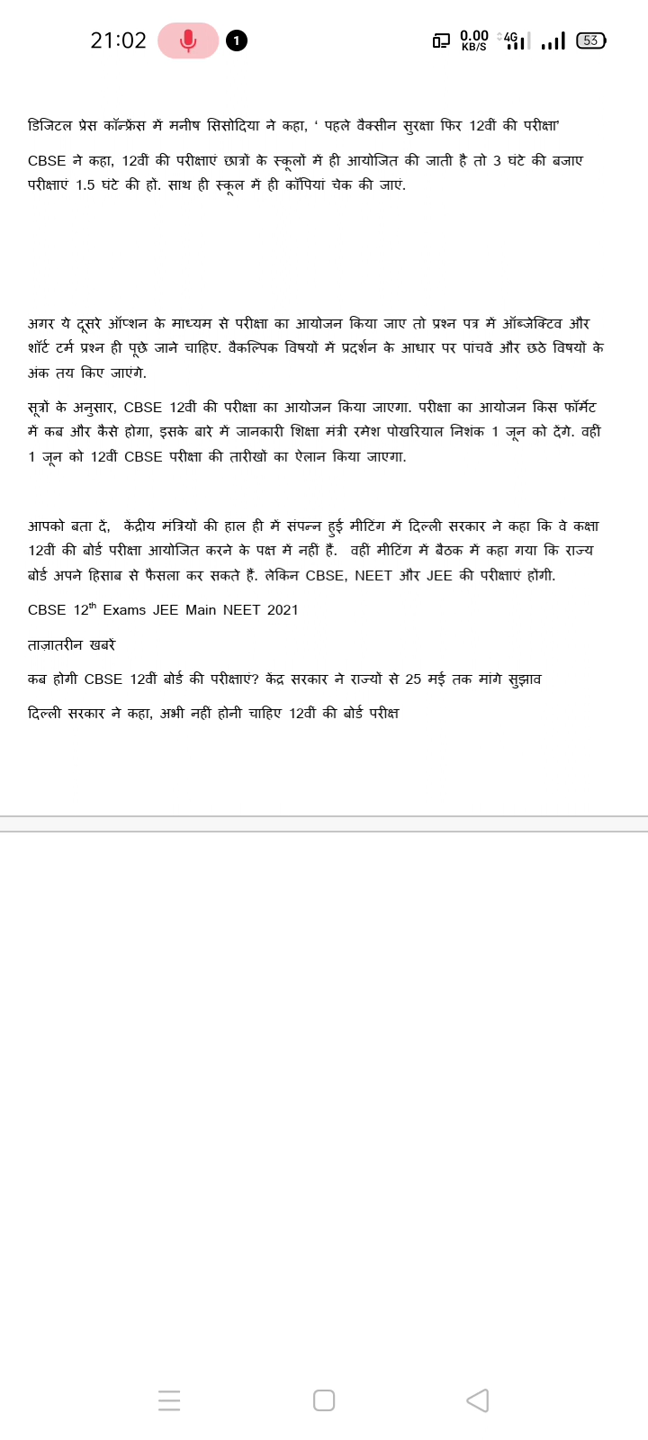 21:02
1
0.00
KB/S
4G
53
डिजिटल प्रेस कॉन्फ्रेंस में मनीष सिसोदिया ने कहा, ‘ पहले वैक्सीन सुरक्षा फिर 12वीं की परीक्षा’
CBSE ने कहा, 12वीं की परीक्षाएं छात्रों के स्कूलों में ही आयोजित की जाती है तो 3 घंटे की बजाए
परीक्षाएं 1.5 घंटे की हों. साथ ही स्कूल में ही कॉपियां चेक की जाएं.
अगर ये दूसरे ऑप्शन के माध्यम से परीक्षा का आयोजन किया जाए तो प्रश्न पत्र में ऑब्जेक्टिव और
शॉर्ट टर्म प्रश्न ही पूछे जाने चाहिए. वैकल्पिक विषयों में प्रदर्शन के आधार पर पांचवें और छठे विषयों के
अंक तय किए जाएंगे.
सूत्रों के अनुसार, CBSE 12वीं की परीक्षा का आयोजन किया जाएगा. परीक्षा का आयोजन किस फॉर्मेट
में कब और कैसे होगा, इसके बारे में जानकारी शिक्षा मंत्री रमेश पोखरियाल निशंक 1 जून को देंगे. वहीं
1 जून को 12वीं CBSE परीक्षा की तारीखों का ऐलान किया जाएगा.
आपको बता दें, केंद्रीय मंत्रियों की हाल ही में संपन्न हुई मीटिंग में दिल्ली सरकार ने कहा कि वे कक्षा
12वीं की बोर्ड परीक्षा आयोजित करने के पक्ष में नहीं हैं. वहीं मीटिंग में बैठक में कहा गया कि राज्य
बोर्ड अपने हिसाब से फैसला कर सकते हैं. लेकिन CBSE, NEET और JEE की परीक्षाएं होंगी.
CBSE 12th Exams JEE Main NEET 2021
ताज़ातरीन खबरें
कब होगी CBSE 12वीं बोर्ड की परीक्षाएं? केंद्र सरकार ने राज्यों से 25 मई तक मांगे सुझाव
दिल्ली सरकार ने कहा, अभी नहीं होनी चाहिए 12वीं की बोर्ड परीक्ष